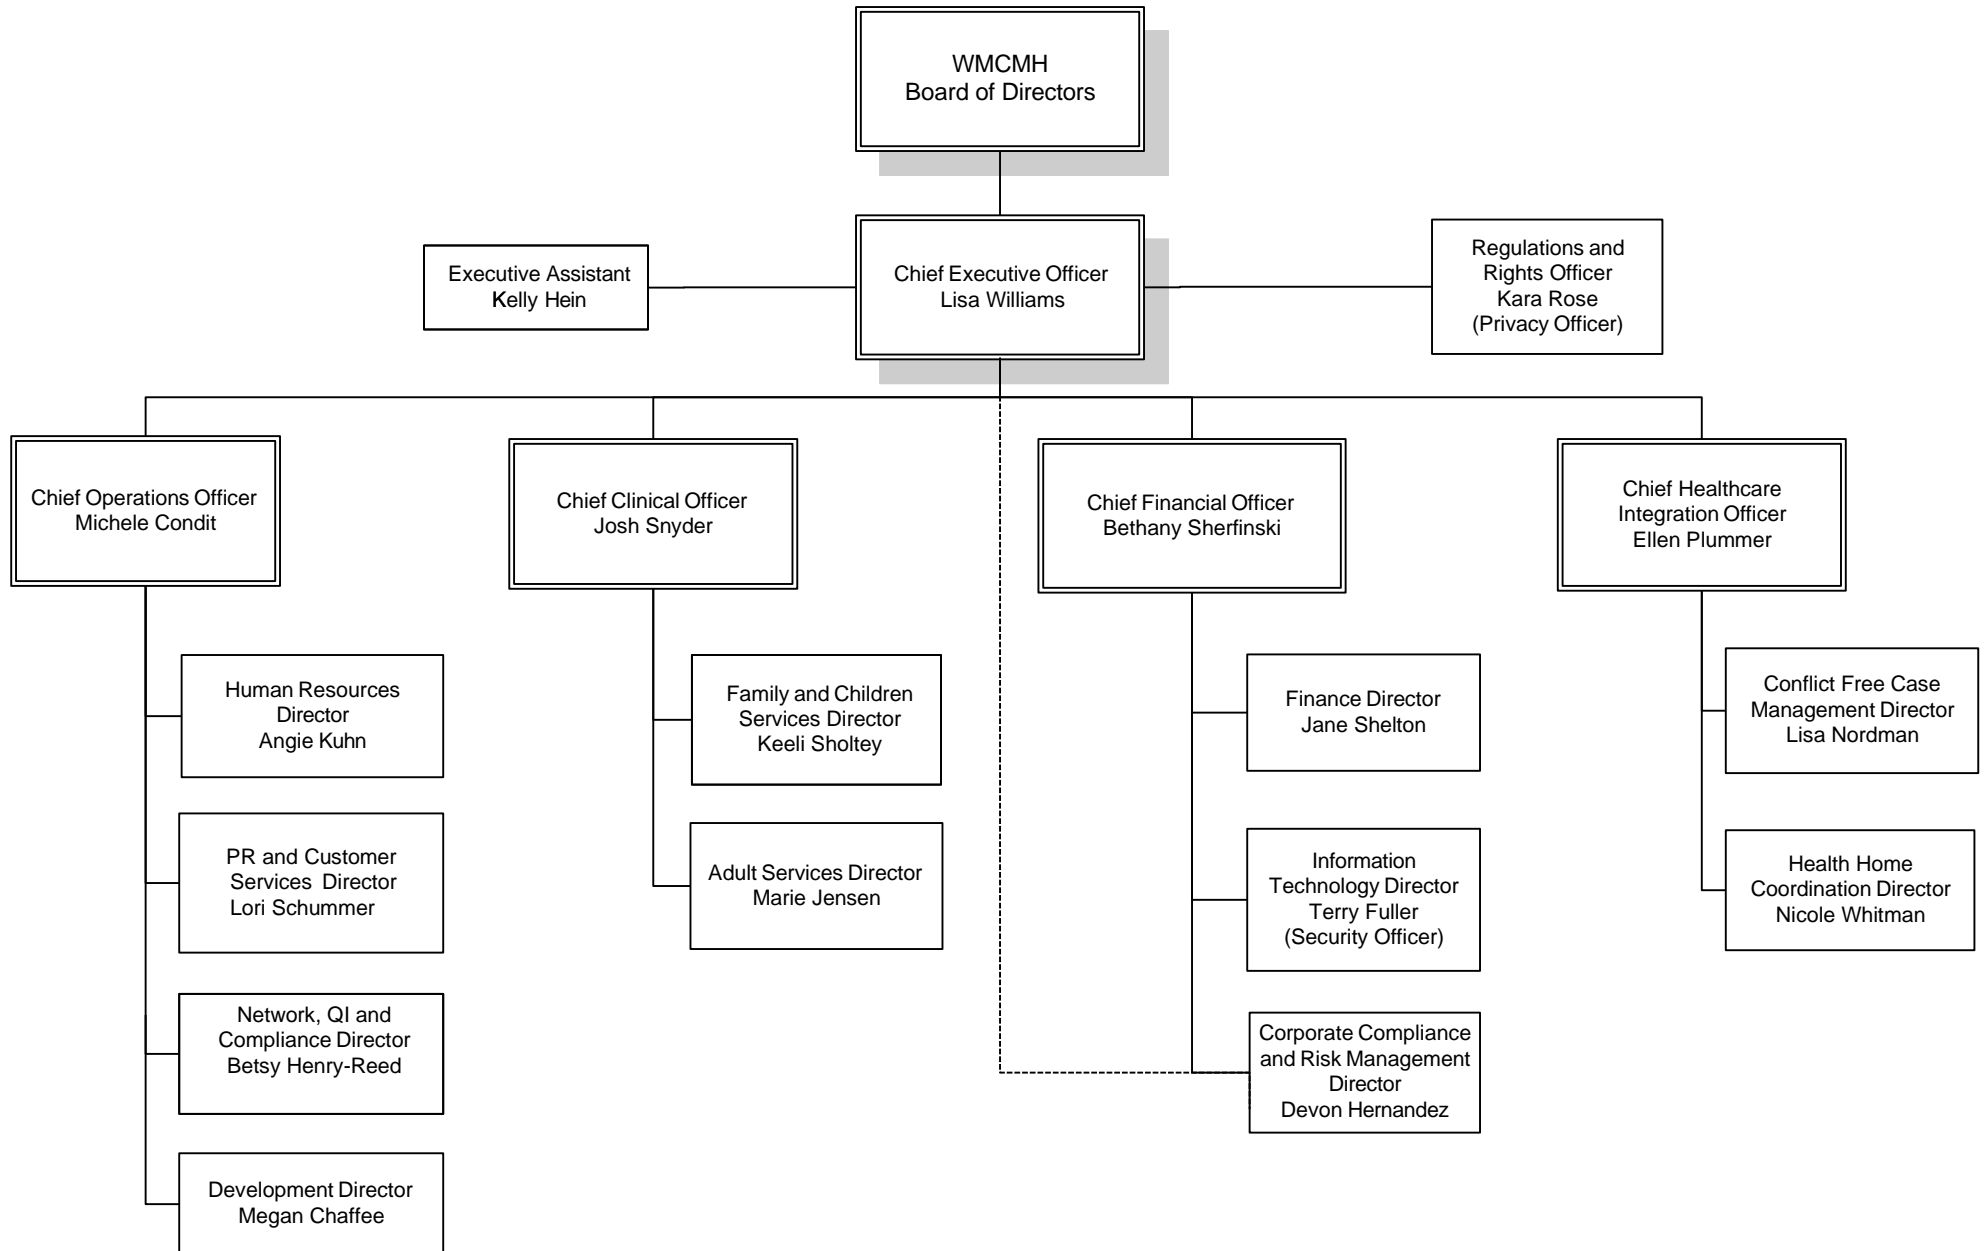 WMCMH
Board of Directors
Executive Assistant
Kelly Hein
Chief Executive Officer
Lisa Williams
Regulations and
Rights Officer
Kara Rose
(Privacy Officer)
Chief Operations Officer
Michele Condit
Chief Clinical Officer
Josh Snyder
Chief Financial Officer
Bethany Sherfinski
Chief Healthcare
Integration Officer
Ellen Plummer
Human Resources
Director
Angie Kuhn
PR and Customer
Services Director
Lori Schummer
Network, QI and
Compliance Director
Betsy Henry-Reed
Development Director
Megan Chaffee
Family and Children
Services Director
Keeli Sholtey
Adult Services Director
Marie Jensen
Finance Director
Jane Shelton
Information
Technology Director
Terry Fuller
(Security Officer)
Corporate Compliance
and Risk Management
Director
Devon Hernandez
Conflict Free Case
Management Director
Lisa Nordman
Health Home
Coordination Director
Nicole Whitman